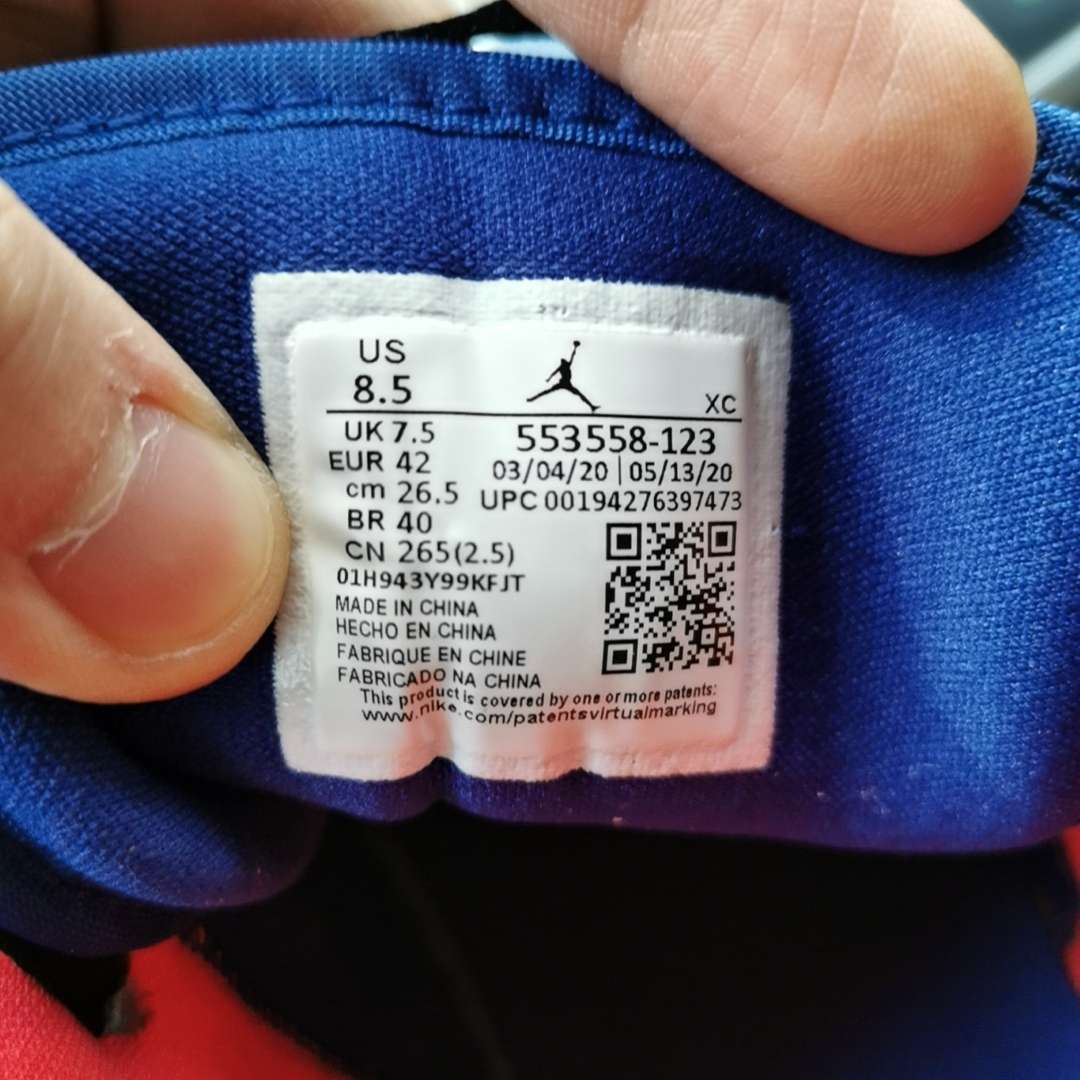 US
8.5
XC
UK 7.5
553558-123
EUR 42
03/04/20 | 05/13/20
cm 26.5
UPC 00194276397473
BR 40
CN 265(2.5)
01H943Y99KFJT
MADE IN CHINA
HECHO EN CHINA
FABRIQUE EN CHINE
FABRICADO NA CHINA
This product is covered by one or more patents:
www.nike.com/patentsvirtualmarking